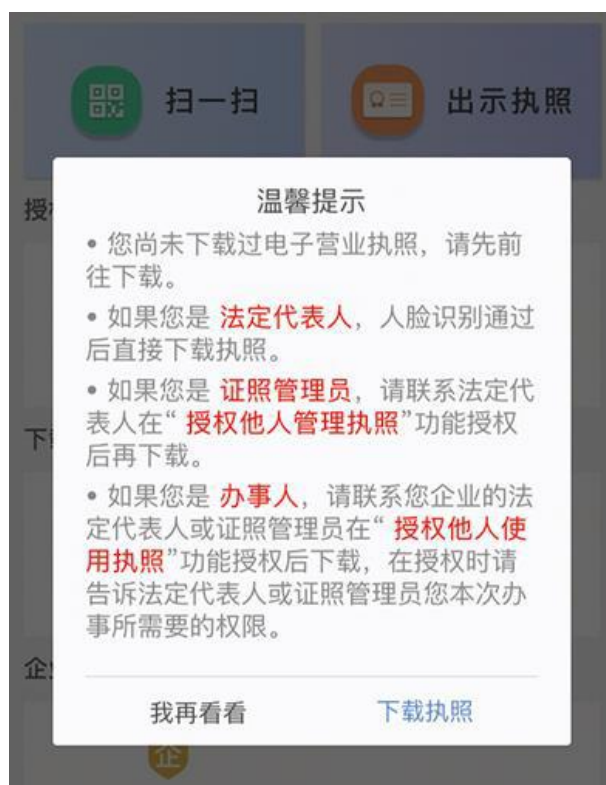 扫一扫
出示执照
授
温馨提示
• 您尚未下载过电子营业执照，请先前
往下载。
• 如果您是 法定代表人，人脸识别通过
后直接下载执照。
• 如果您是 证照管理员，请联系法定代
表人在“ 授权他人管理执照”功能授权
后再下载。
下
• 如果您是 办事人，请联系您企业的法
定代表人或证照管理员在“ 授权他人使
用执照”功能授权后下载，在授权时请
告诉法定代表人或证照管理员您本次办
事所需要的权限。
企
我再看看
下载执照
企